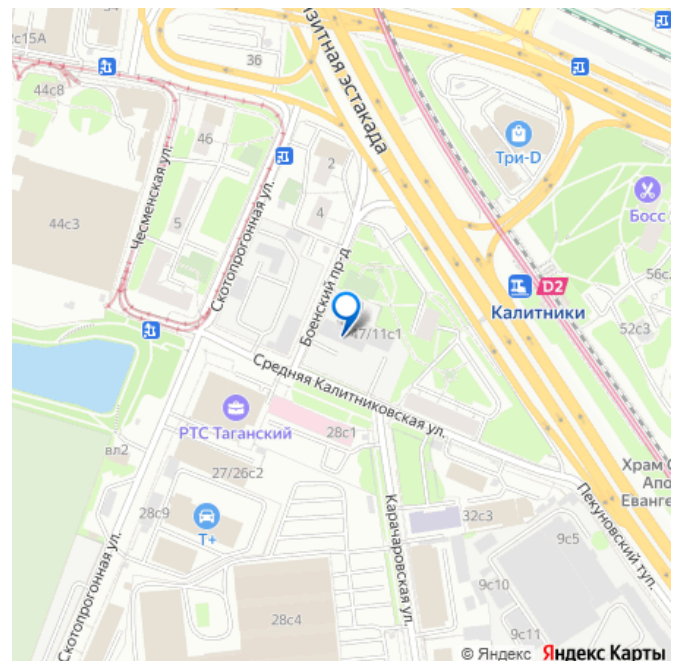 с15А
34
36
зитная эстакада
44с8
46
2
Три-D
Чесменская ул.
Скотопрогонная ул.
4
5
44с3
Босс
56с
Боенский пр-д
D2
Калитники
47/11с1
52с3
Средняя Калитниковская ул.
РТС Таганский
28с1
вл2
27/26с2
Храм С
Апо
Еванге
Пекуновский туп.
28с9
Т+
Карачаровская ул.
32с3
9с5
Скотопрогонная ул.
9с10
28с4
9с11
© Яндекс Яндекс Карты